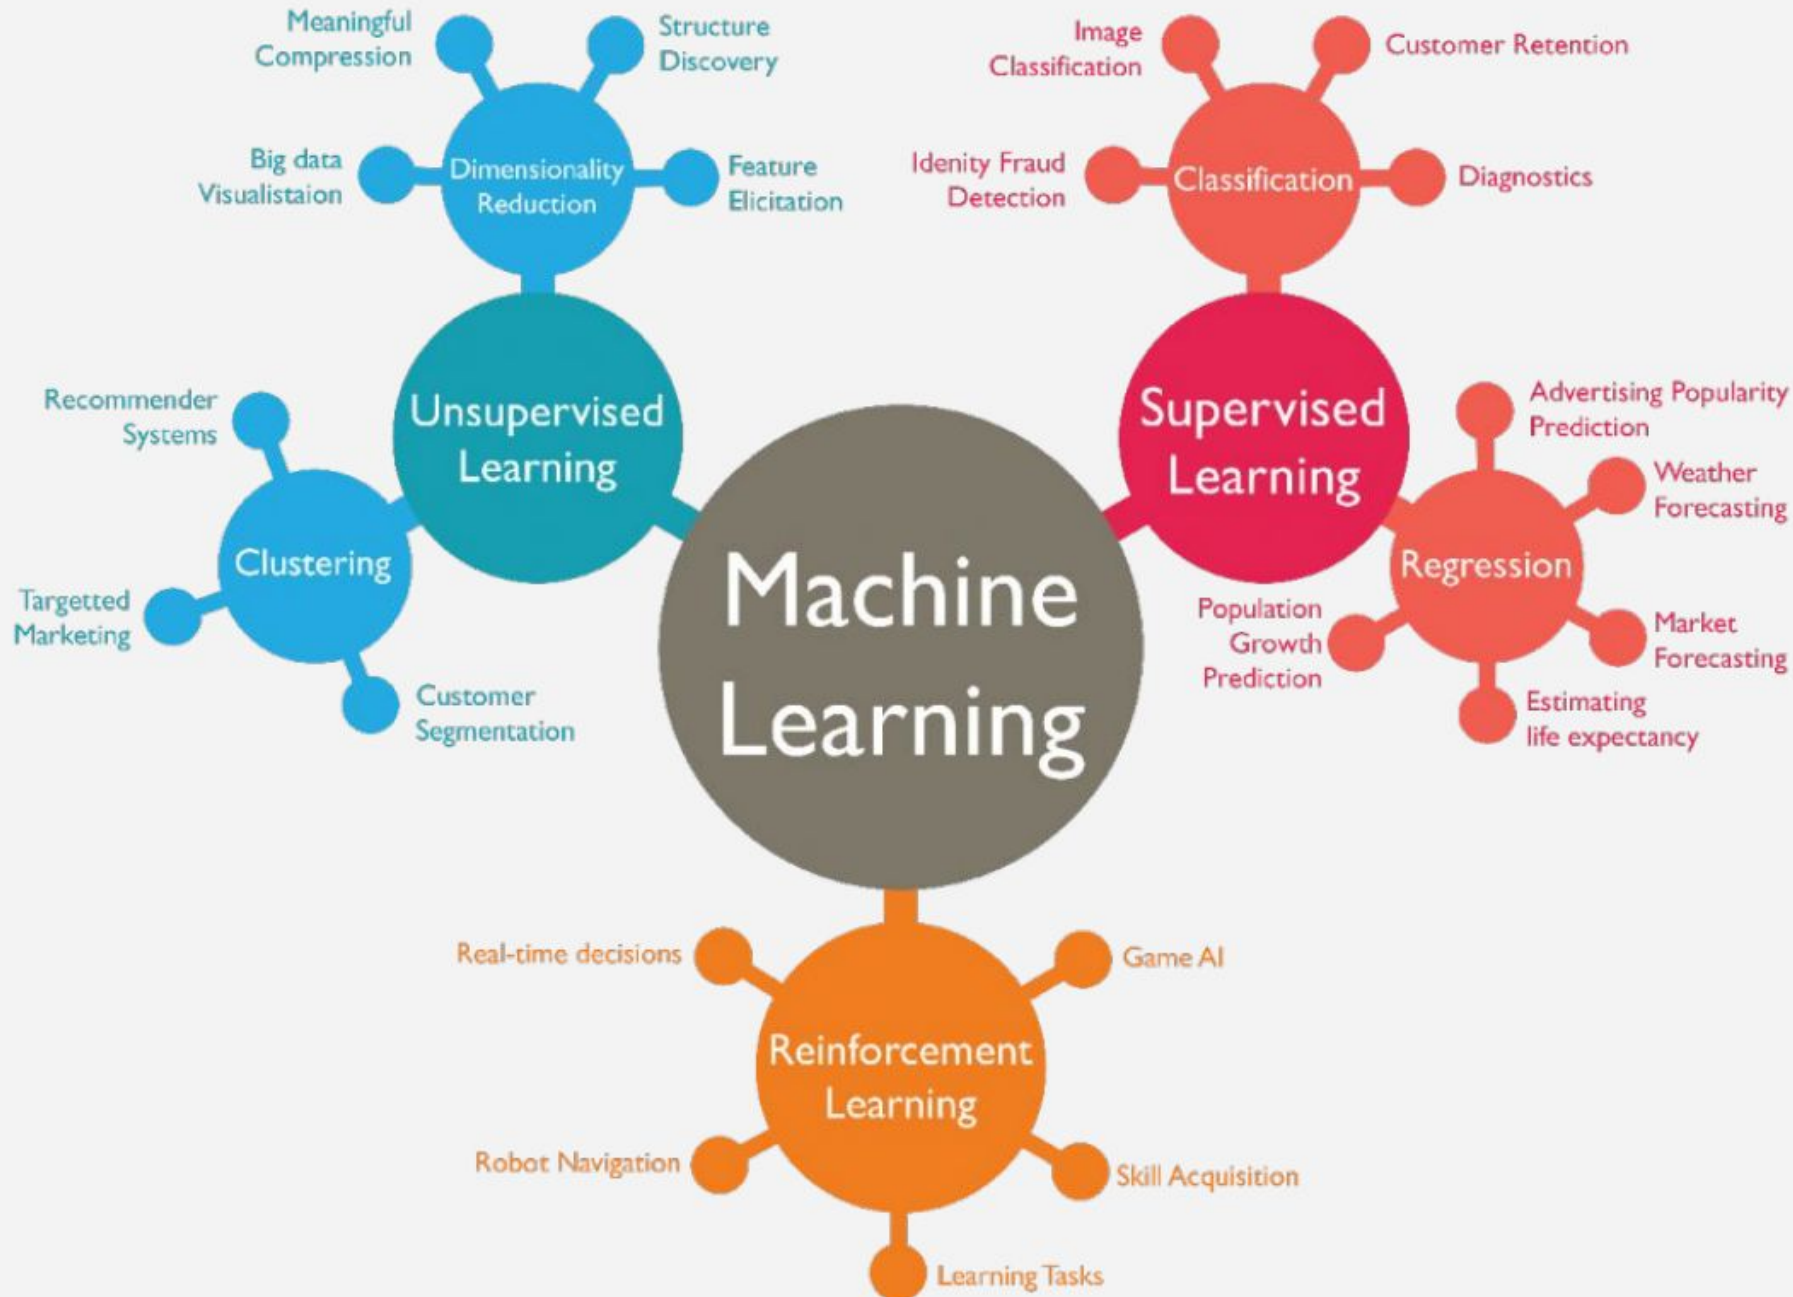 Meaningful
Compression
Structure
Discovery
Big data
Visualistaion
Dimensionality
Reduction
Feature
Elicitation
Image
Classification
Customer Retention
Idenity Fraud
Detection
Classification
Diagnostics
Unsupervised
Learning
Recommender
Systems
Clustering
Targetted
Marketing
Customer
Segmentation
Supervised
Learning
Advertising Popularity
Prediction
Weather
Forecasting
Regression
Population
Growth
Prediction
Market
Forecasting
Estimating
life expectancy
Machine
Learning
Real-time decisions
Game AI
Reinforcement
Learning
Robot Navigation
Skill Acquisition
Learning Tasks